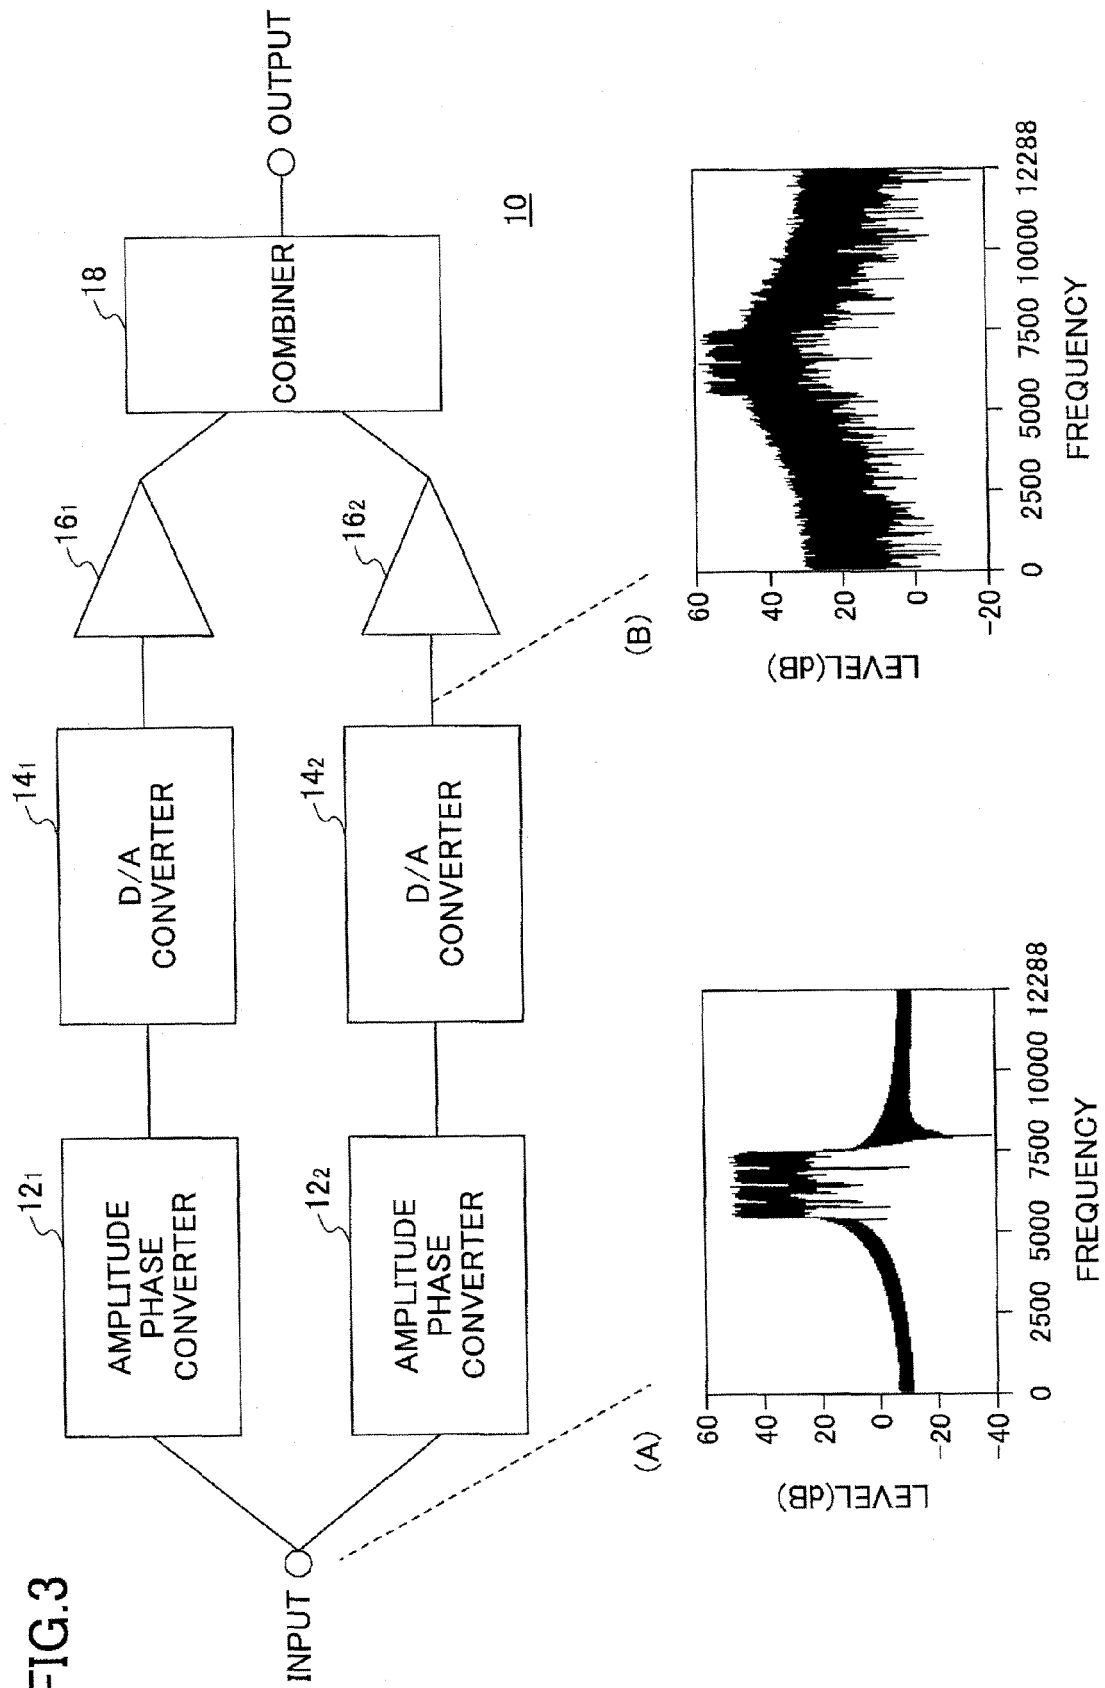 FIG.3
INPUT
12₁
AMPLITUDE
PHASE
CONVERTER
14₁
D/A
CONVERTER
16₁
18
COMBINER
OUTPUT
12₂
AMPLITUDE
PHASE
CONVERTER
14₂
D/A
CONVERTER
16₂
10
(A)
LEVEL(dB)
60
40
20
0
-20
-40
0 2500 5000 7500 10000 12288
FREQUENCY
(B)
LEVEL(dB)
60
40
20
0
-20
0 2500 5000 7500 10000 12288
FREQUENCY